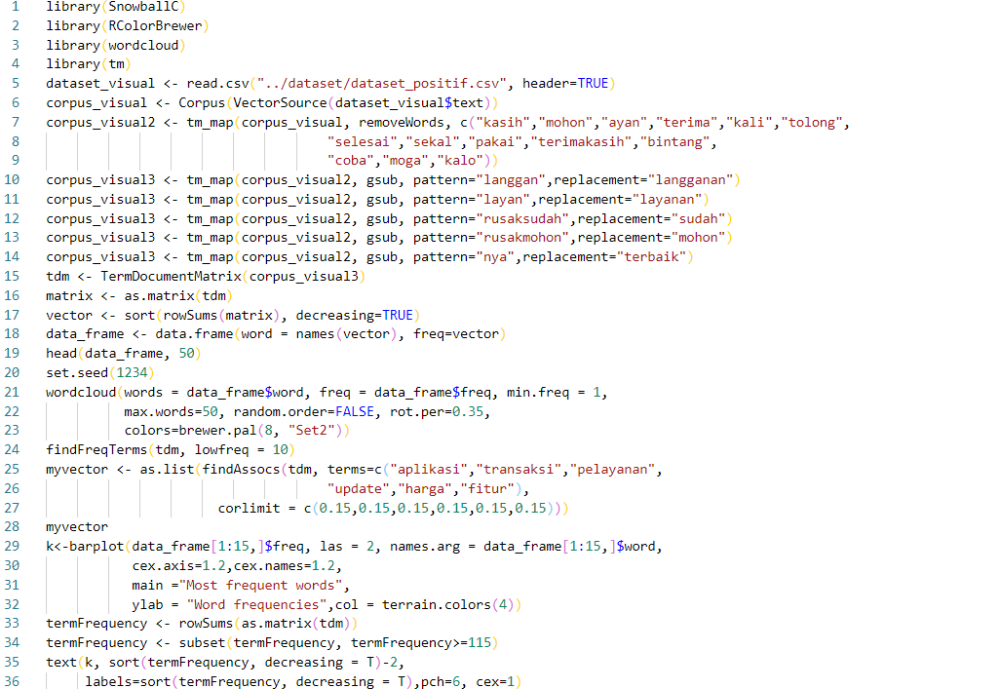 1 library(SnowballC)
2 library(RColorBrewer)
3 library(wordcloud)
4 library(tm)
5 dataset_visual <- read.csv("../dataset/dataset_positif.csv", header=TRUE)
6 corpus_visual <- Corpus(VectorSource(dataset_visual$text))
7 corpus_visual2 <- tm_map(corpus_visual, removeWords, c("kasih","mohon","ayan","terima","kali","tolong",
8 "selesai","sekal","pakai","terimakasih","bintang",
9 "coba","moga","kalo"))
10 corpus_visual3 <- tm_map(corpus_visual2, gsub, pattern="langgan",replacement="langganan")
11 corpus_visual3 <- tm_map(corpus_visual2, gsub, pattern="layan",replacement="layanan")
12 corpus_visual3 <- tm_map(corpus_visual2, gsub, pattern="rusaksudah",replacement="sudah")
13 corpus_visual3 <- tm_map(corpus_visual2, gsub, pattern="rusakmohon",replacement="mohon")
14 corpus_visual3 <- tm_map(corpus_visual2, gsub, pattern="nya",replacement="terbaik")
15 tdm <- TermDocumentMatrix(corpus_visual3)
16 matrix <- as.matrix(tdm)
17 vector <- sort(rowSums(matrix), decreasing=TRUE)
18 data_frame <- data.frame(word = names(vector), freq=vector)
19 head(data_frame, 50)
20 set.seed(1234)
21 wordcloud(words = data_frame$word, freq = data_frame$freq, min.freq = 1,
22 max.words=50, random.order=FALSE, rot.per=0.35,
23 colors=brewer.pal(8, "Set2"))
24 findFreqTerms(tdm, lowfreq = 10)
25 myvector <- as.list(findAssocs(tdm, terms=c("aplikasi","transaksi","pelayanan",
26 "update","harga","fitur"),
27 corlimit = c(0.15,0.15,0.15,0.15,0.15,0.15)))
28 myvector
29 k<-barplot(data_frame[1:15,]$freq, las = 2, names.arg = data_frame[1:15,]$word,
30 cex.axis=1.2,cex.names=1.2,
31 main ="Most frequent words",
32 ylab = "Word frequencies",col = terrain.colors(4))
33 termFrequency <- rowSums(as.matrix(tdm))
34 termFrequency <- subset(termFrequency, termFrequency>=115)
35 text(k, sort(termFrequency, decreasing = T)-2,
36 labels=sort(termFrequency, decreasing = T),pch=6, cex=1)